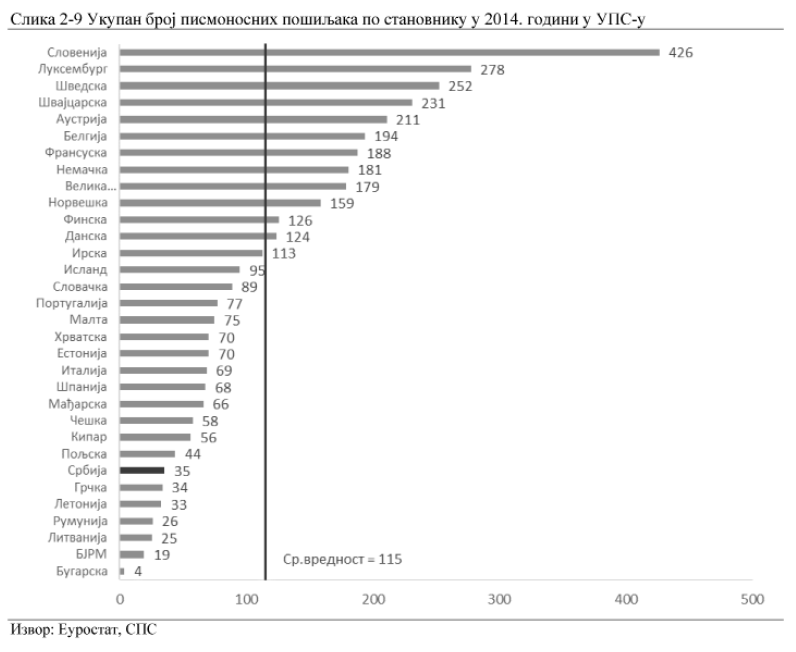 Слика 2-9 Укупан број писмоносних пошиљака по становнику у 2014. години у УПС-у
Словенија 426
Луксембург 278
Шведска 252
Швајцарска 231
Аустрија 211
Белгија 194
Француска 188
Немачка 181
Велика... 179
Норвешка 159
Финска 126
Данска 124
Ирска 113
Исланд 95
Словачка 89
Португалија 77
Малта 75
Хрватска 70
Естонија 70
Италија 69
Шпанија 68
Мађарска 66
Чешка 58
Кипар 56
Пољска 44
Србија 35
Грчка 34
Летонија 33
Румунија 26
Литванија 25
БЈРМ 19
Ср.вредност = 115
Бугарска 4
0 100 200 300 400 500
Извор: Еуростат, СПС